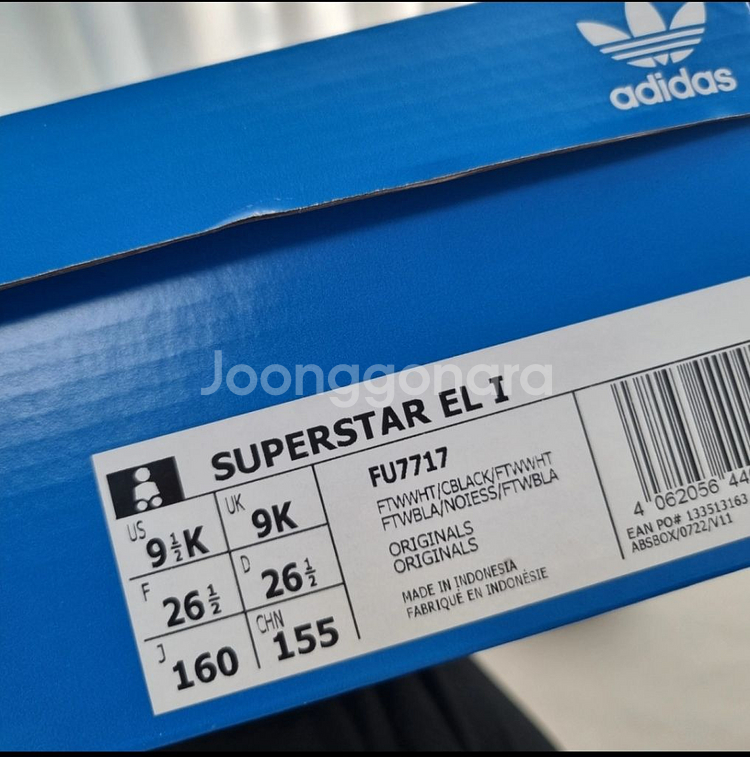 adidas
Joonggonara
SUPERSTAR EL I
US 9½K
UK 9K
F 26½
D 26½
J 160
CHN 155
FU7717
FTWWHT/CBLACK/FTWWHT
FTWBLA/NOIESS/FTWBLA
ORIGINALS
ORIGINALS
MADE IN INDONESIA
FABRIQUÉ EN INDONÉSIE
4 062056 44
EAN PO# 133513163
ABSBOX/0722/V11